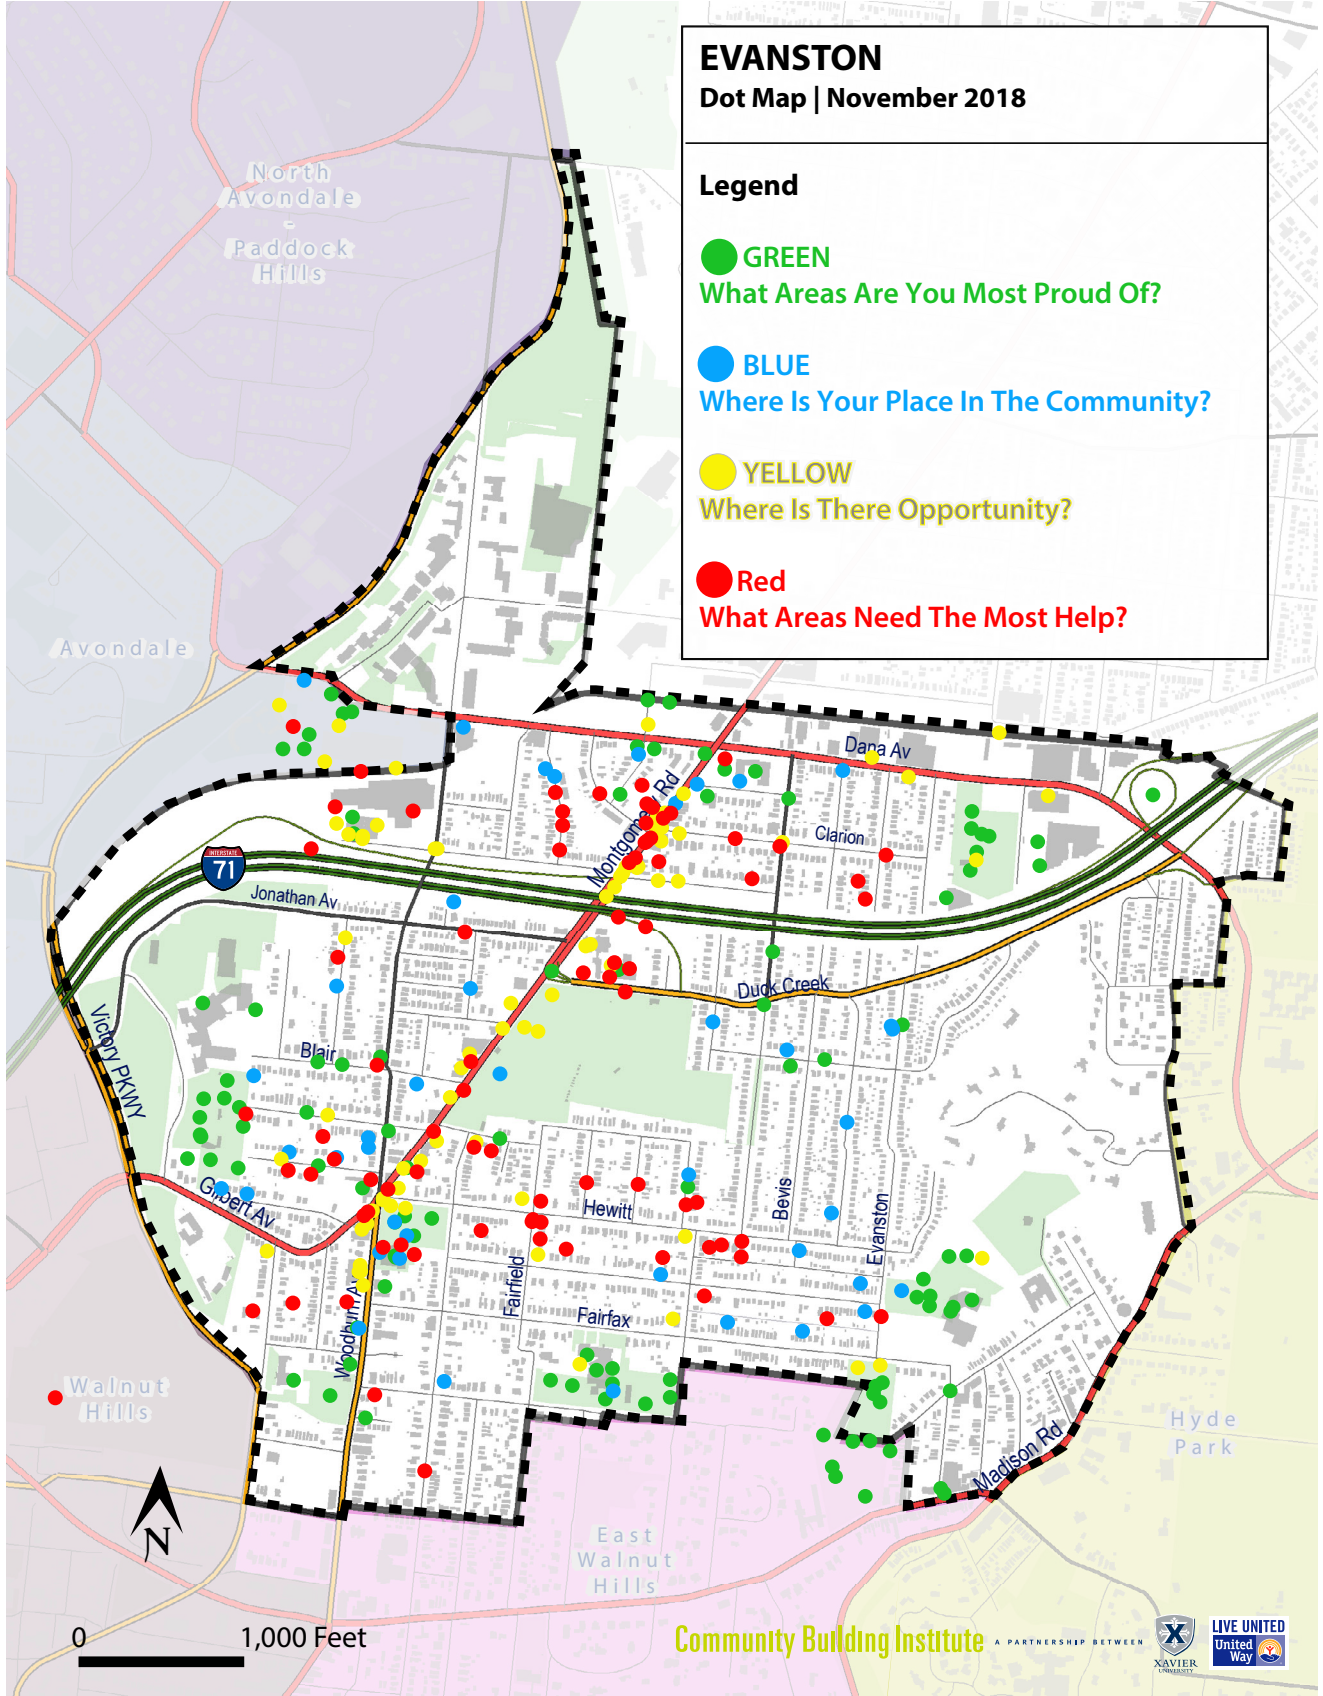 EVANSTON
Dot Map | November 2018
Legend
GREEN
What Areas Are You Most Proud Of?
BLUE
Where Is Your Place In The Community?
YELLOW
Where Is There Opportunity?
Red
What Areas Need The Most Help?
North
Avondale
-
Paddock
Hills
Avondale
Dana Av
Montgomery Rd
Clarion
INTERSTATE
71
Jonathan Av
Duck Creek
Victory PKWY
Blair
Gilbert Av
Hewitt
Bevis
Evanston
Fairfield
Woodburn Av
Fairfax
Walnut
Hills
Hyde
Park
Madison Rd
N
East
Walnut
Hills
0 1,000 Feet
Community Building Institute
A PARTNERSHIP BETWEEN
X
XAVIER
UNIVERSITY
LIVE UNITED
United
Way